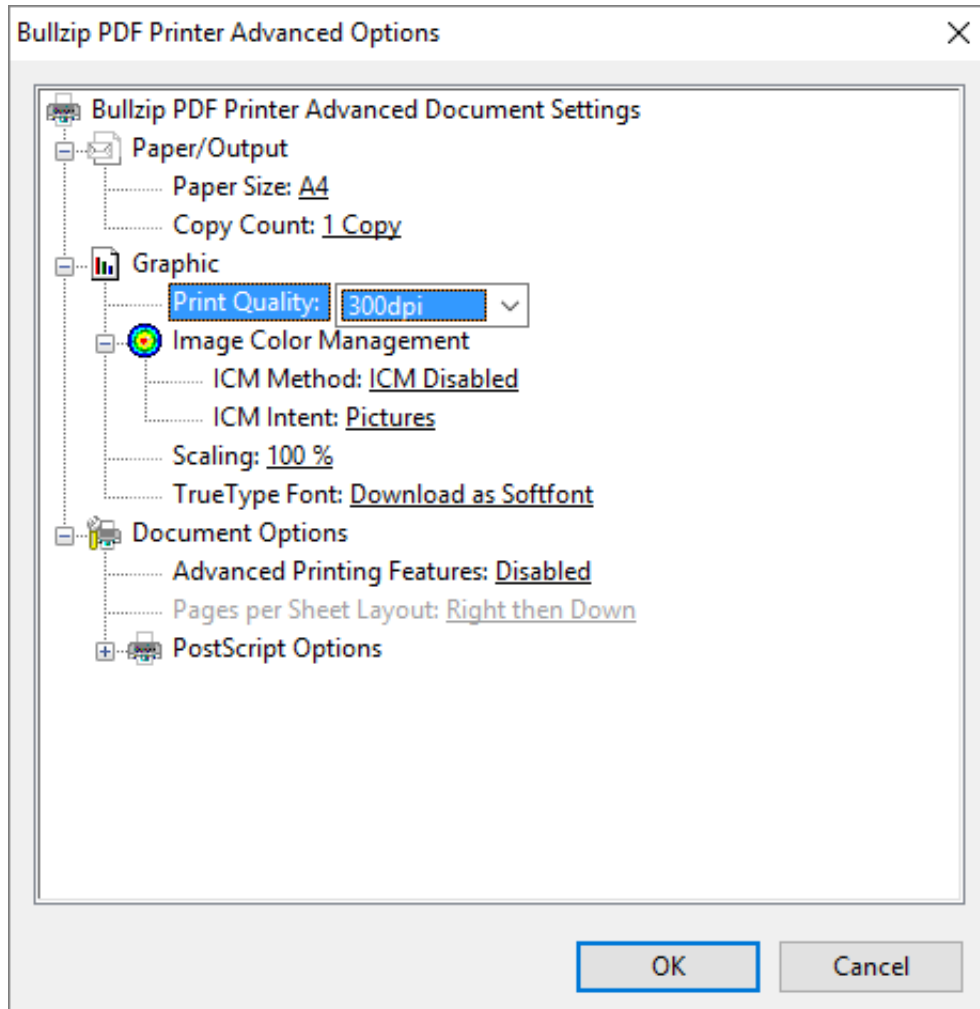 Bullzip PDF Printer Advanced Options
Bullzip PDF Printer Advanced Document Settings
Paper/Output
Paper Size: A4
Copy Count: 1 Copy
Graphic
Print Quality: 300dpi
Image Color Management
ICM Method: ICM Disabled
ICM Intent: Pictures
Scaling: 100 %
TrueType Font: Download as Softfont
Document Options
Advanced Printing Features: Disabled
Pages per Sheet Layout: Right then Down
PostScript Options
OK Cancel